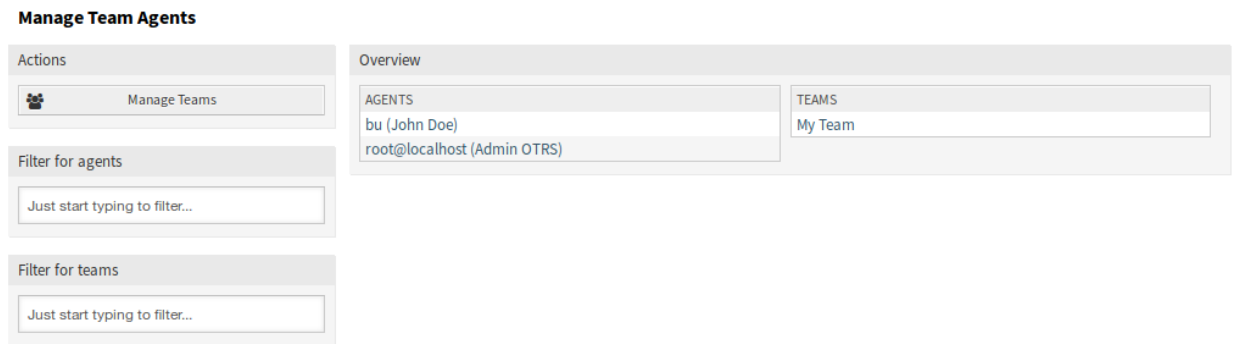 Manage Team Agents
Actions
Manage Teams
Filter for agents
Just start typing to filter...
Filter for teams
Just start typing to filter...
Overview
AGENTS
bu (John Doe)
root@localhost (Admin OTRS)
TEAMS
My Team